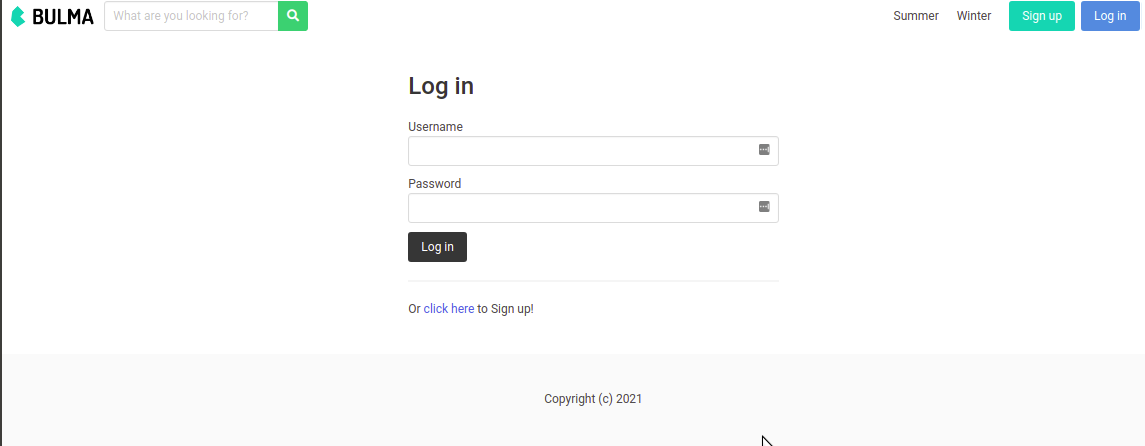 BULMA What are you looking for? Summer Winter Sign up Log in
Log in
Username
Password
Log in
Or click here to Sign up!
Copyright (c) 2021